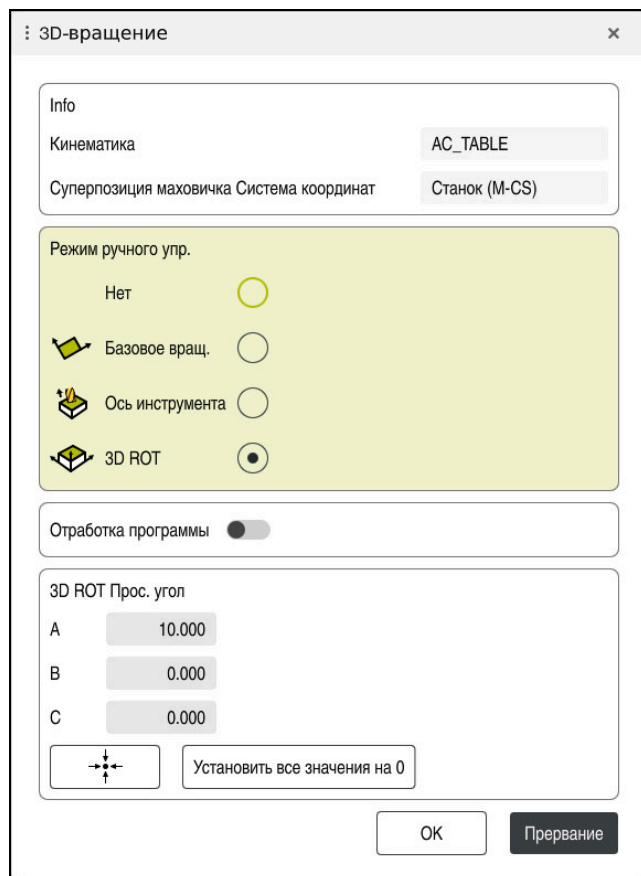 3D-вращение
Info
Кинематика AC_TABLE
Суперпозиция маховичка Система координат Станок (M-CS)
Режим ручного упр.
Нет
Базовое вращ.
Ось инструмента
3D ROT
Отработка программы
3D ROT Прос. угол
A 10.000
B 0.000
C 0.000
Установить все значения на 0
OK Прервание